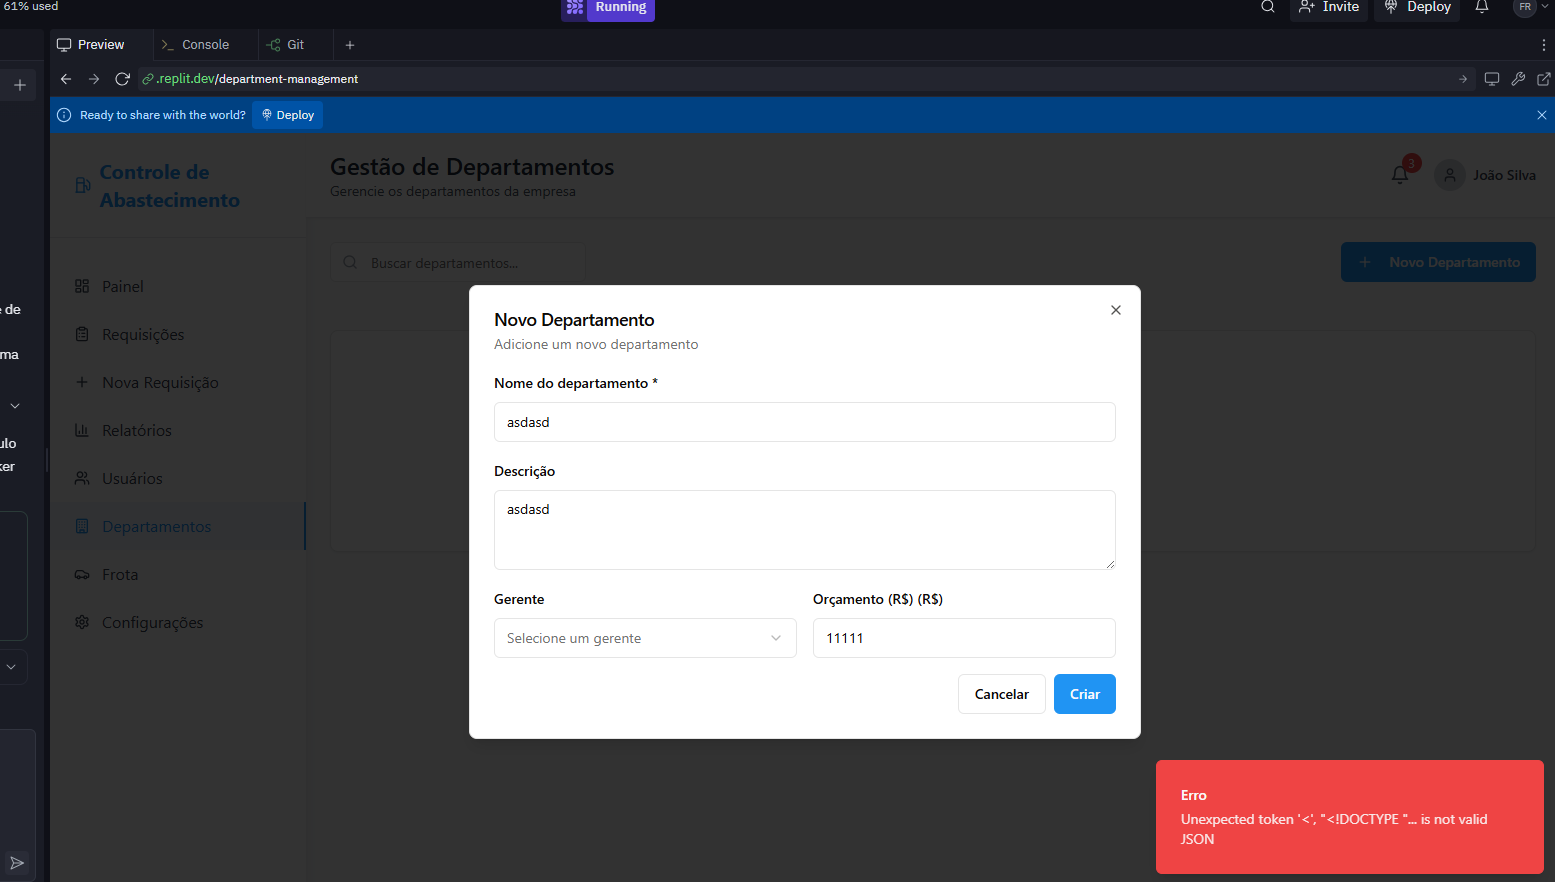 61% used
Running
Invite
Deploy
FR
Preview
Console
Git
.replit.dev/department-management
Ready to share with the world?
Deploy
Controle de
Abastecimento
Gestão de Departamentos
Gerencie os departamentos da empresa
3
João Silva
Buscar departamentos...
Novo Departamento
Painel
Requisições
Nova Requisição
Relatórios
Usuários
Departamentos
Frota
Configurações
de
ma
ulo
ker
Novo Departamento
Adicione um novo departamento
Nome do departamento *
asdasd
Descrição
asdasd
Gerente
Orçamento (R$) (R$)
Selecione um gerente
11111
Cancelar
Criar
Erro
Unexpected token '<', "<!DOCTYPE "... is not valid
JSON